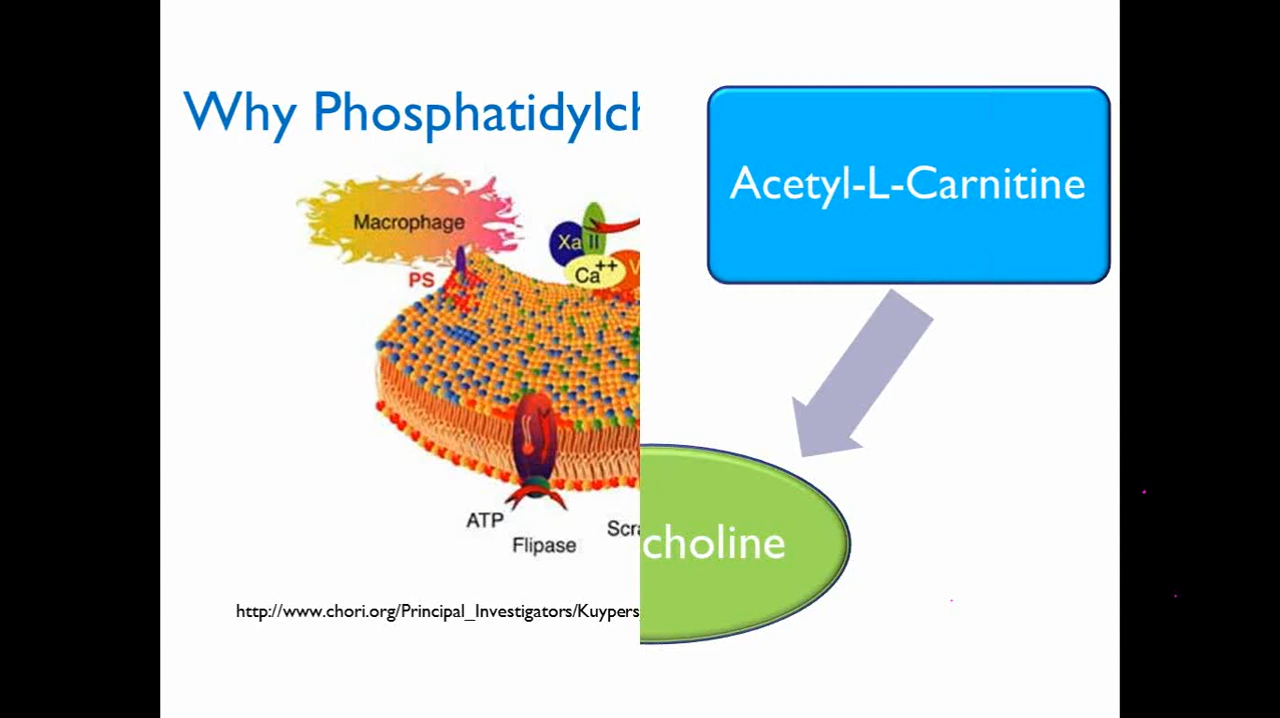 Why Phosphatidylch
Acetyl-L-Carnitine
Macrophage
Xa II
Ca++ V
PS
ATP
Scra
Flipase
choline
http://www.chori.org/Principal_Investigators/Kuypers